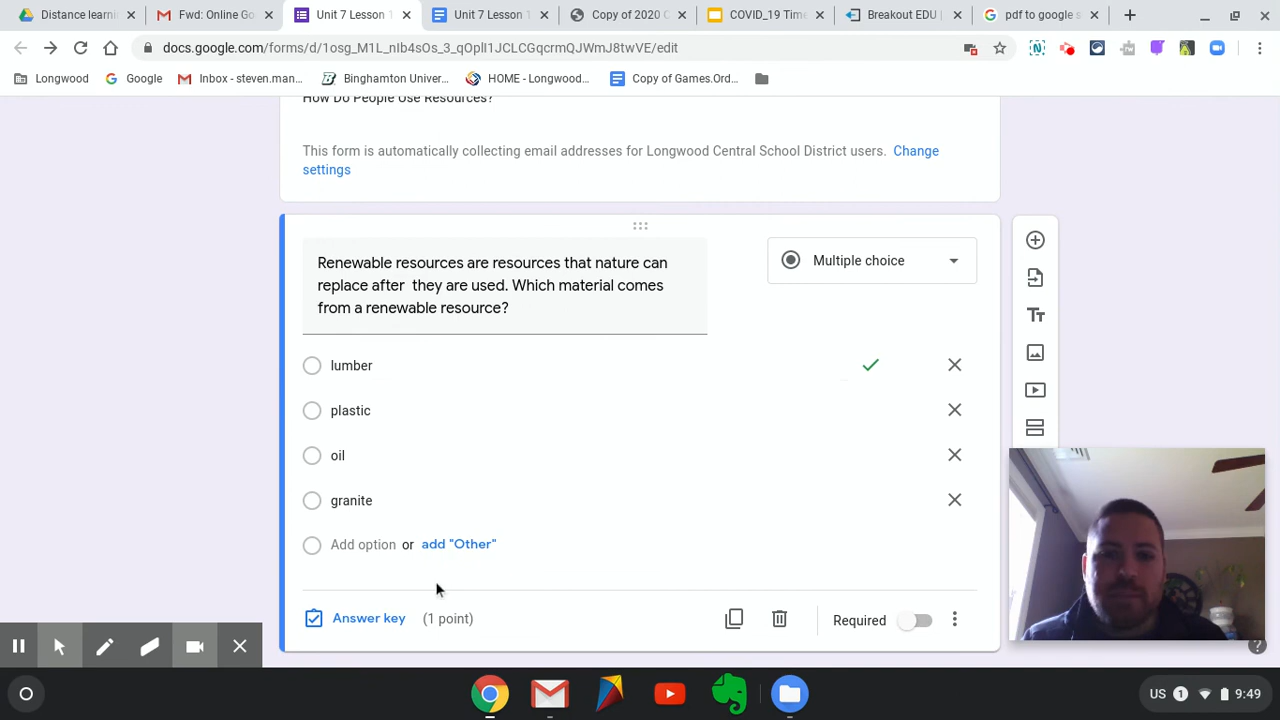 Distance learni
Fwd: Online Go
Unit 7 Lesson 1
Unit 7 Lesson 1
Copy of 2020 C
COVID_19 Time
Breakout EDU |
pdf to google s
docs.google.com/forms/d/1osg_M1L_nIb4sOs_3_qOplI1JCLCGqcrmQJWmJ8twVE/edit
Longwood
Google
Inbox - steven.man...
Binghamton Univer...
HOME - Longwood...
Copy of Games.Ord...
How Do People Use Resources?
This form is automatically collecting email addresses for Longwood Central School District users. Change
settings
Renewable resources are resources that nature can
replace after they are used. Which material comes
from a renewable resource?
Multiple choice
lumber
plastic
oil
granite
Add option or add "Other"
Answer key (1 point)
Required
US 1 9:49